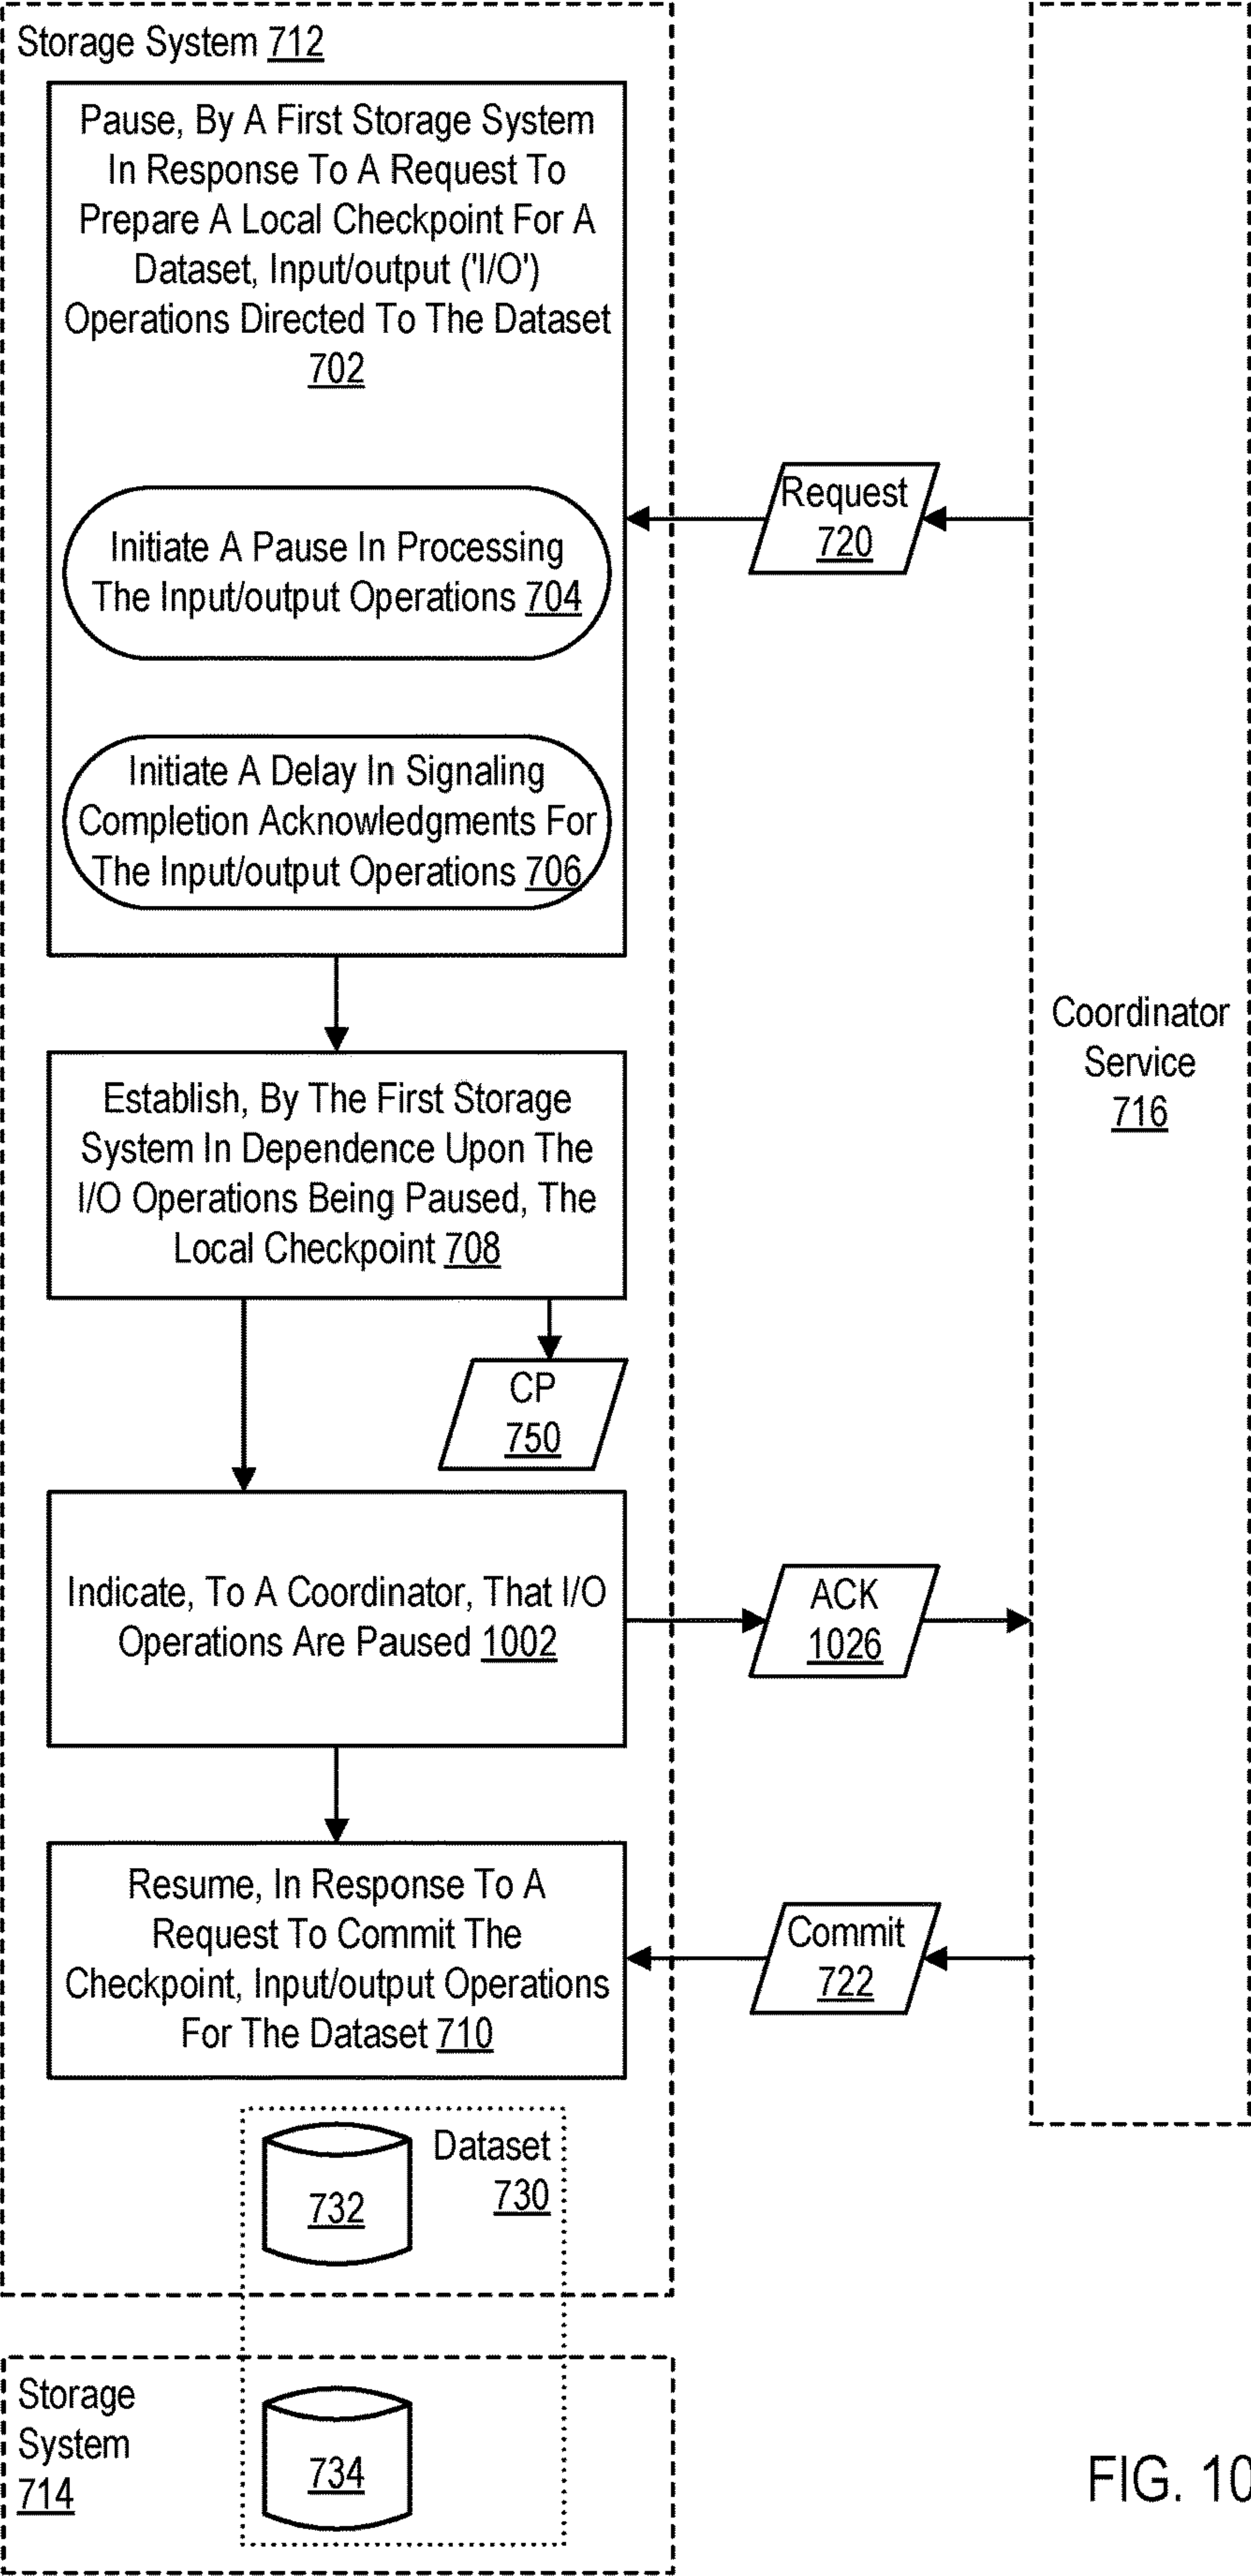 Storage System 712
Pause, By A First Storage System
In Response To A Request To
Prepare A Local Checkpoint For A
Dataset, Input/output ('I/O')
Operations Directed To The Dataset
702
Request
720
Initiate A Pause In Processing
The Input/output Operations 704
Initiate A Delay In Signaling
Completion Acknowledgments For
The Input/output Operations 706
Coordinator
Service
716
Establish, By The First Storage
System In Dependence Upon The
I/O Operations Being Paused, The
Local Checkpoint 708
CP
750
Indicate, To A Coordinator, That I/O
Operations Are Paused 1002
ACK
1026
Resume, In Response To A
Request To Commit The
Checkpoint, Input/output Operations
For The Dataset 710
Commit
722
Dataset
730
732
Storage
System
714
734
FIG. 10